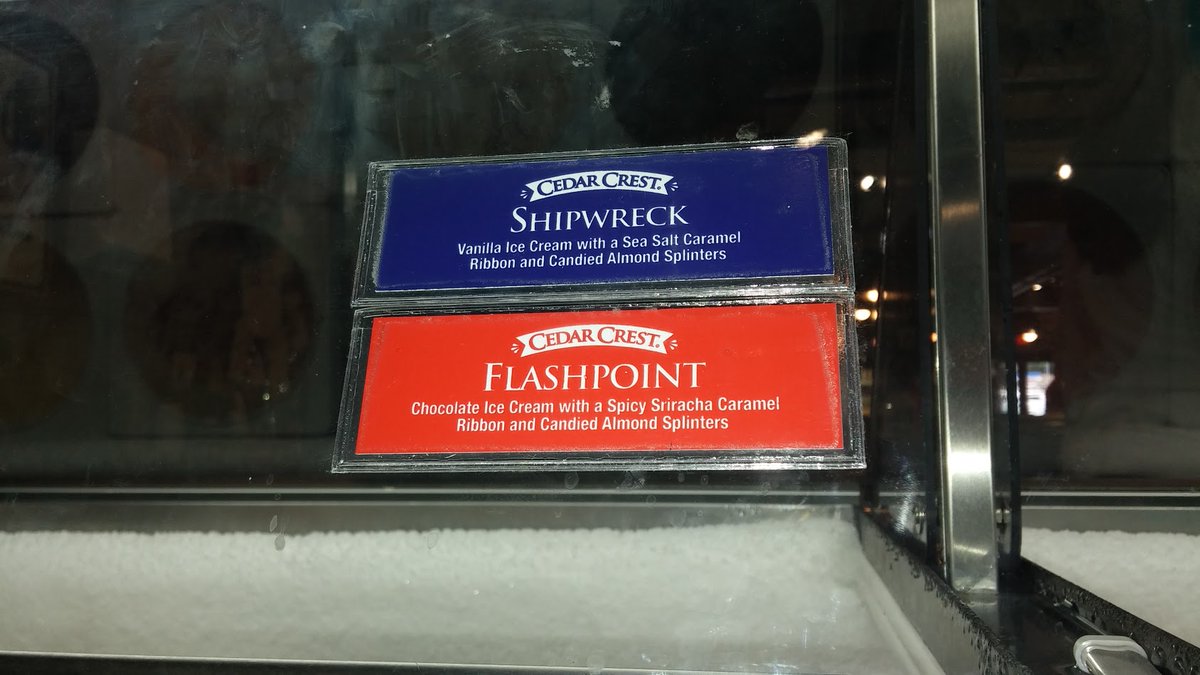 CEDAR CREST®
SHIPWRECK
Vanilla Ice Cream with a Sea Salt Caramel
Ribbon and Candied Almond Splinters
CEDAR CREST®
FLASHPOINT
Chocolate Ice Cream with a Spicy Sriracha Caramel
Ribbon and Candied Almond Splinters